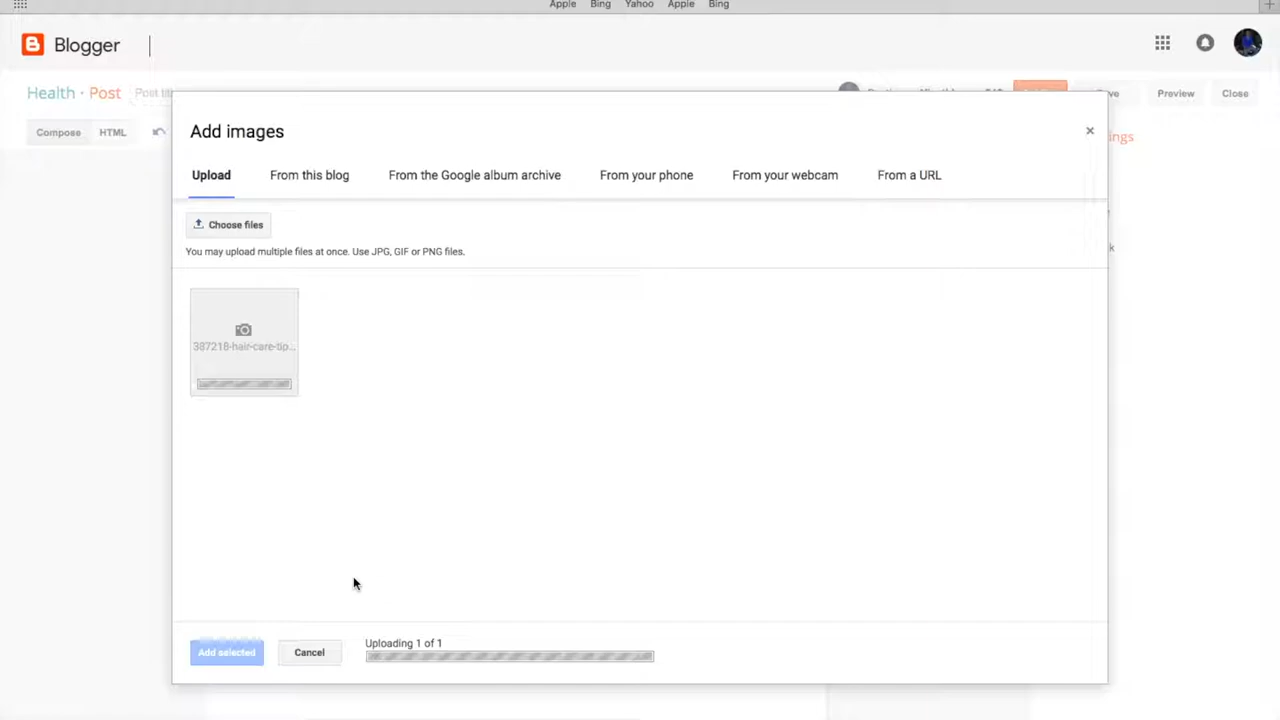 Apple Bing Yahoo Apple Bing
Blogger
Health · Post Post tit
Preview Close
Compose HTML
Add images
ings
Upload From this blog From the Google album archive From your phone From your webcam From a URL
Choose files
You may upload multiple files at once. Use JPG, GIF or PNG files.
387218-hair-care-tip...
Uploading 1 of 1
Add selected Cancel